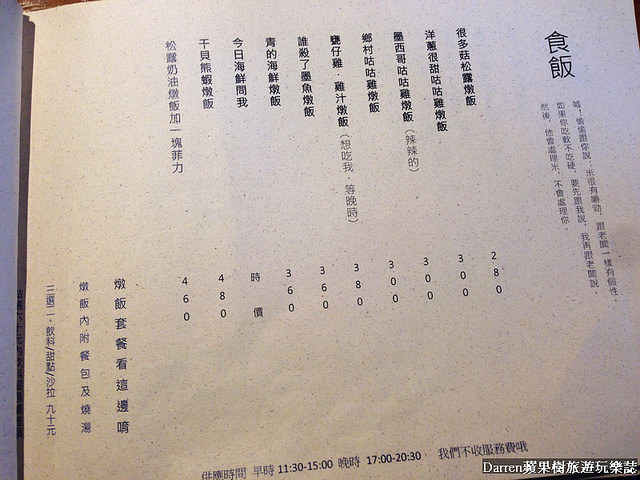 食飯
噓！偷偷跟你說：米很有嚼勁，跟老闆一樣有個性，
如果你吃軟不吃硬，要先跟我說，我再跟老闆說，
然後，他會處理米，不會處理你。
很多菇松露燉飯 280
洋蔥很甜咕咕雞燉飯 300
墨西哥咕咕雞燉飯(辣辣的) 300
鄉村咕咕雞燉飯 300
甕仔雞．雞汁燉飯(想吃我．等晚時) 380
誰殺了墨魚燉飯 360
青的海鮮燉飯 360
今日海鮮問我 時價
干貝熊蝦燉飯 480
松露奶油燉飯加一塊菲力 460
燉飯套餐看這邊唷
燉飯內附餐包及燒湯
三選二．飲料/甜點/沙拉 九十元
供應時間 早時 11:30-15:00 晚時 17:00-20:30 我們不收服務費哦
Darren蘋果樹旅遊玩樂誌